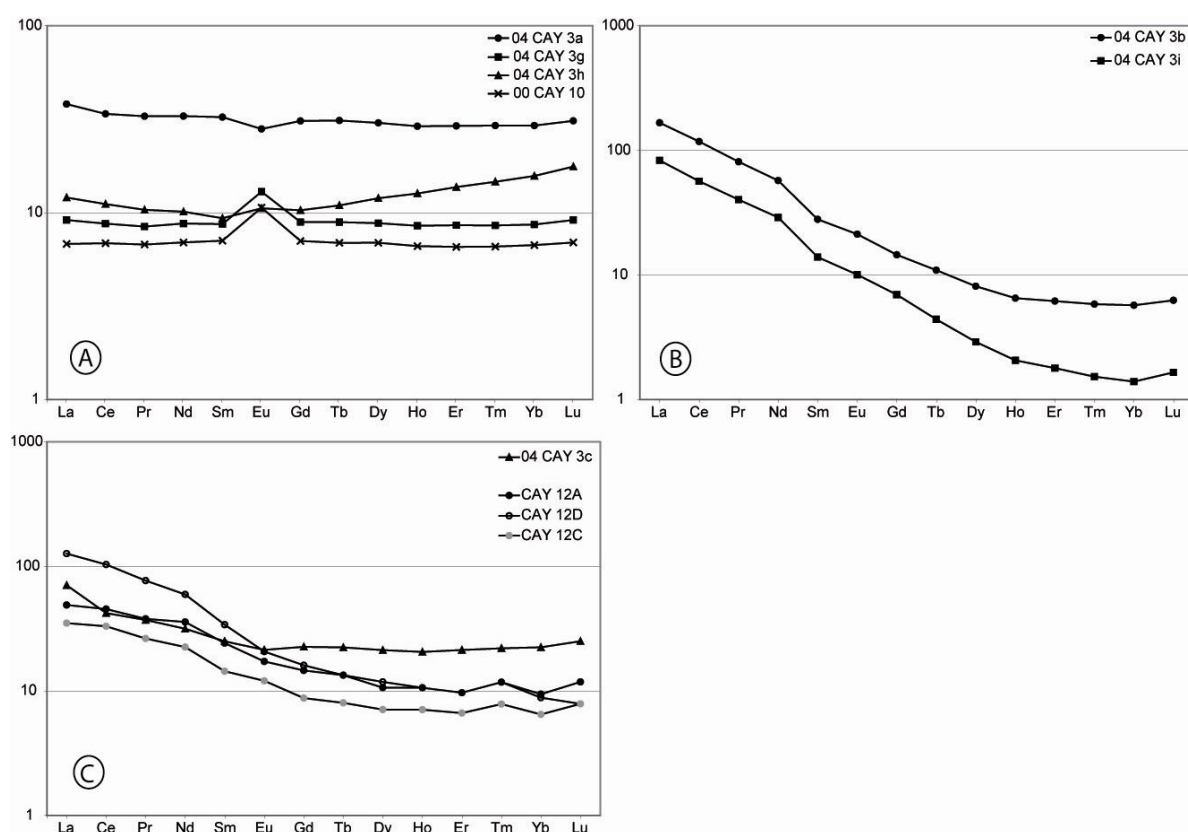 100
04 CAY 3a
04 CAY 3g
04 CAY 3h
00 CAY 10
10
A
1
La Ce Pr Nd Sm Eu Gd Tb Dy Ho Er Tm Yb Lu
1000
04 CAY 3b
04 CAY 3i
100
10
B
1
La Ce Pr Nd Sm Eu Gd Tb Dy Ho Er Tm Yb Lu
1000
04 CAY 3c
CAY 12A
CAY 12D
CAY 12C
100
10
C
1
La Ce Pr Nd Sm Eu Gd Tb Dy Ho Er Tm Yb Lu